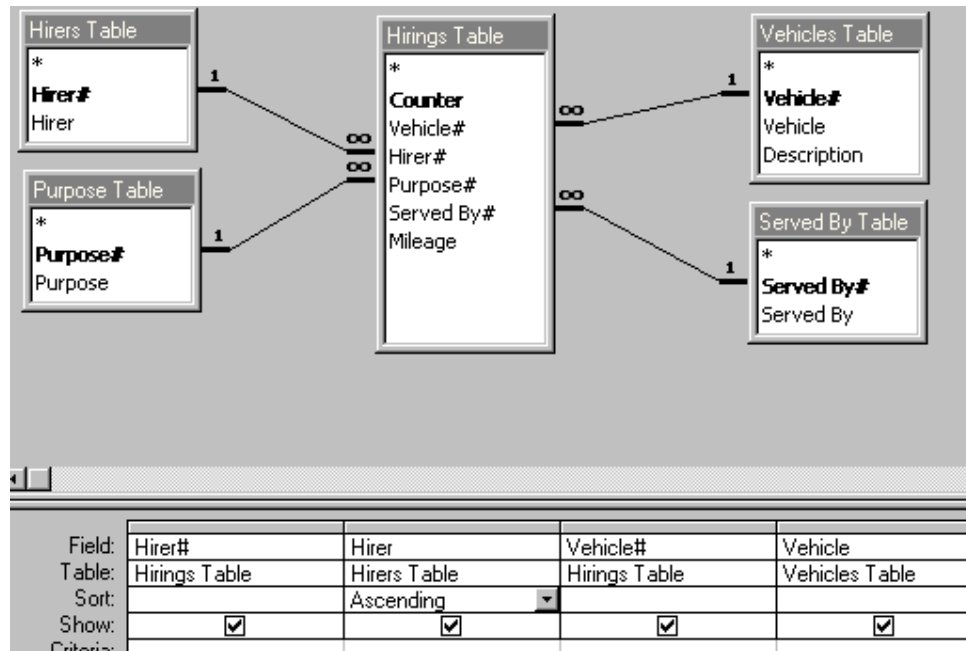 Hirers Table
*
Hirer#
Hirer
Purpose Table
*
Purpose#
Purpose
Hirings Table
*
Counter
Vehicle#
Hirer#
Purpose#
Served By#
Mileage
Vehicles Table
*
Vehicle#
Vehicle
Description
Served By Table
*
Served By#
Served By
1
∞
∞
1
∞
1
∞
1
Field: Hirer# Hirer Vehicle# Vehicle
Table: Hirings Table Hirers Table Hirings Table Vehicles Table
Sort: Ascending
Show:
Criteria: